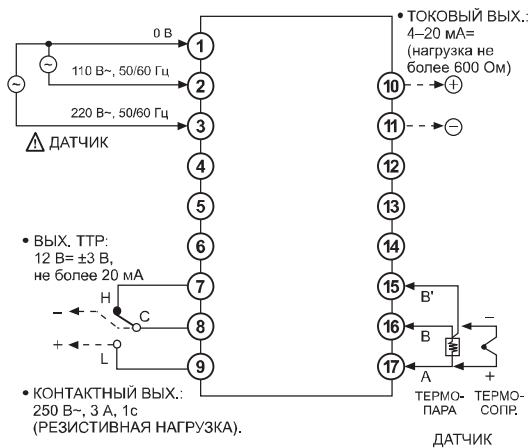 0 В
110 В~, 50/60 Гц
220 В~, 50/60 Гц
⚠ ДАТЧИК
1
2
3
4
5
6
7
8
9
• ВЫХ. ТТР:
12 В= ±3 В,
не более 20 мА
H
C
L
–
+
• КОНТАКТНЫЙ ВЫХ.:
250 В~, 3 А, 1с
(РЕЗИСТИВНАЯ НАГРУЗКА).
• ТОКОВЫЙ ВЫХ.:
4–20 мА=
(нагрузка не
более 600 Ом)
10
+
11
–
12
13
14
15
16
17
B'
B
A
–
+
ТЕРМО-
ПАРА
ТЕРМО-
СОПР.
ДАТЧИК